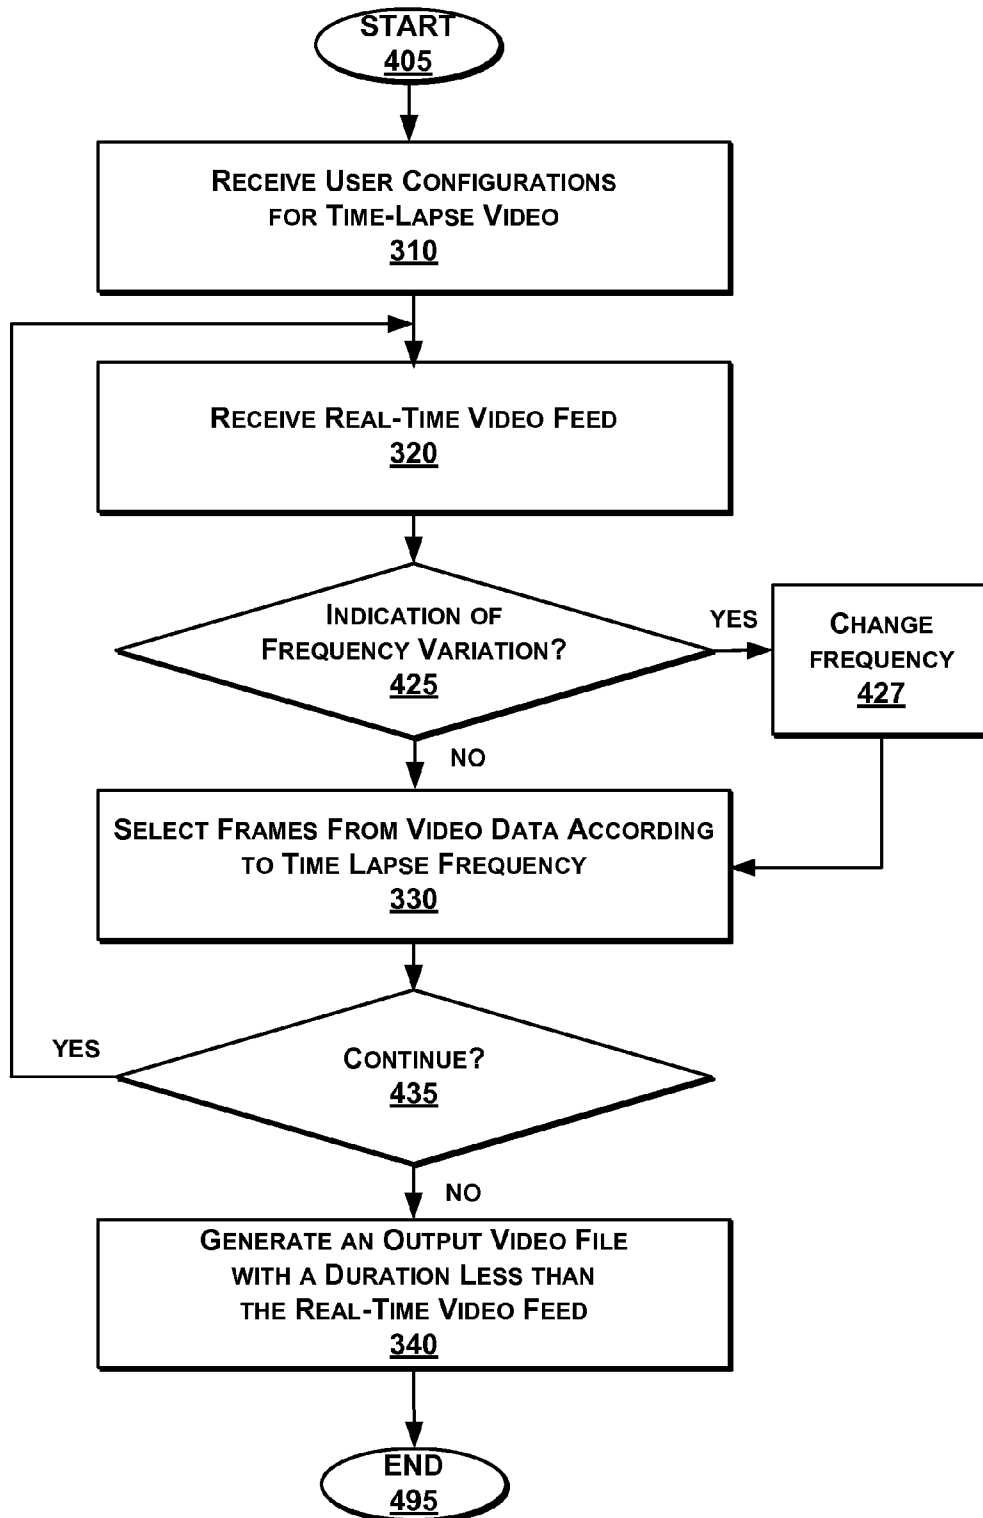 START
405
RECEIVE USER CONFIGURATIONS
FOR TIME-LAPSE VIDEO
310
RECEIVE REAL-TIME VIDEO FEED
320
INDICATION OF
FREQUENCY VARIATION?
425
YES
CHANGE
FREQUENCY
427
NO
SELECT FRAMES FROM VIDEO DATA ACCORDING
TO TIME LAPSE FREQUENCY
330
YES
CONTINUE?
435
NO
GENERATE AN OUTPUT VIDEO FILE
WITH A DURATION LESS THAN
THE REAL-TIME VIDEO FEED
340
END
495